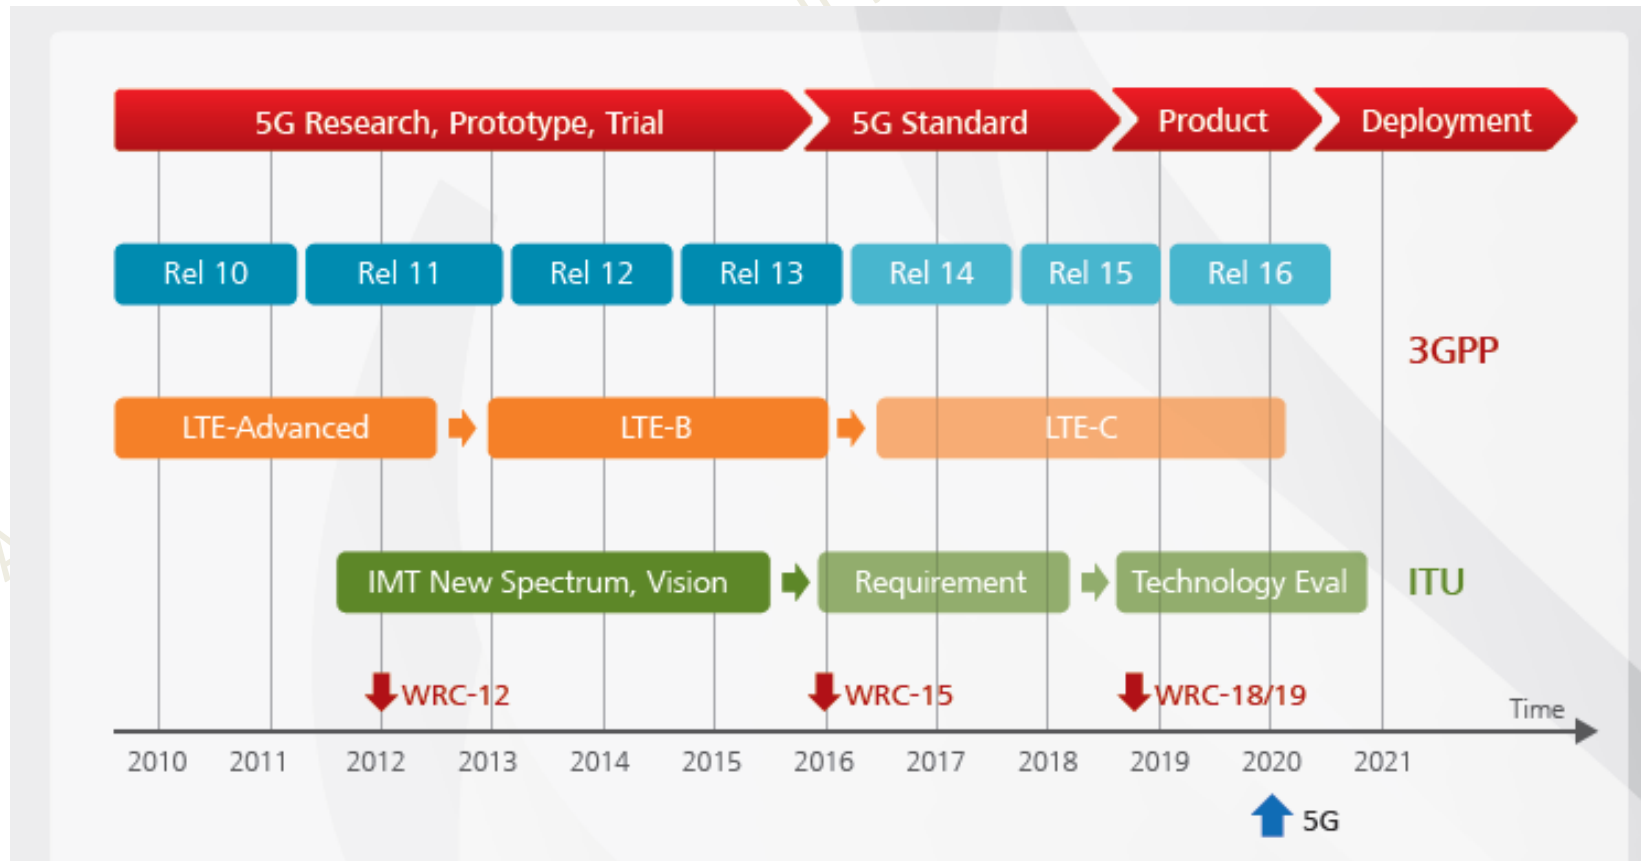 5G Research, Prototype, Trial 5G Standard Product Deployment
Rel 10 Rel 11 Rel 12 Rel 13 Rel 14 Rel 15 Rel 16
3GPP
LTE-Advanced LTE-B LTE-C
IMT New Spectrum, Vision Requirement Technology Eval ITU
WRC-12 WRC-15 WRC-18/19
Time
2010 2011 2012 2013 2014 2015 2016 2017 2018 2019 2020 2021
5G